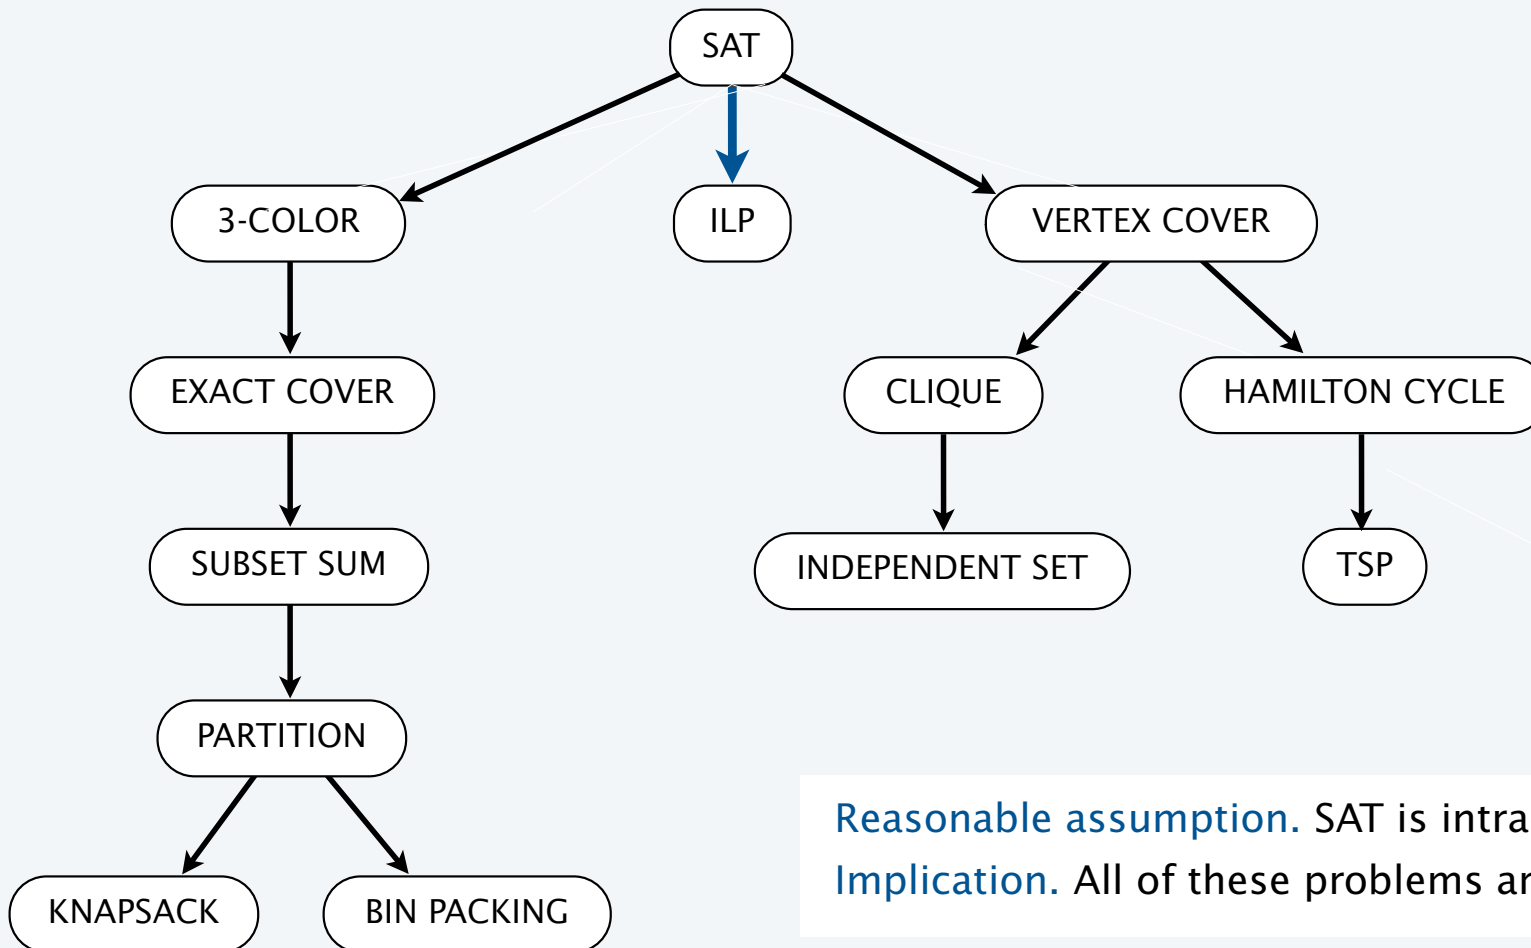 SAT
3-COLOR
ILP
VERTEX COVER
EXACT COVER
CLIQUE
HAMILTON CYCLE
SUBSET SUM
INDEPENDENT SET
TSP
PARTITION
KNAPSACK
BIN PACKING
Reasonable assumption. SAT is intra
Implication. All of these problems